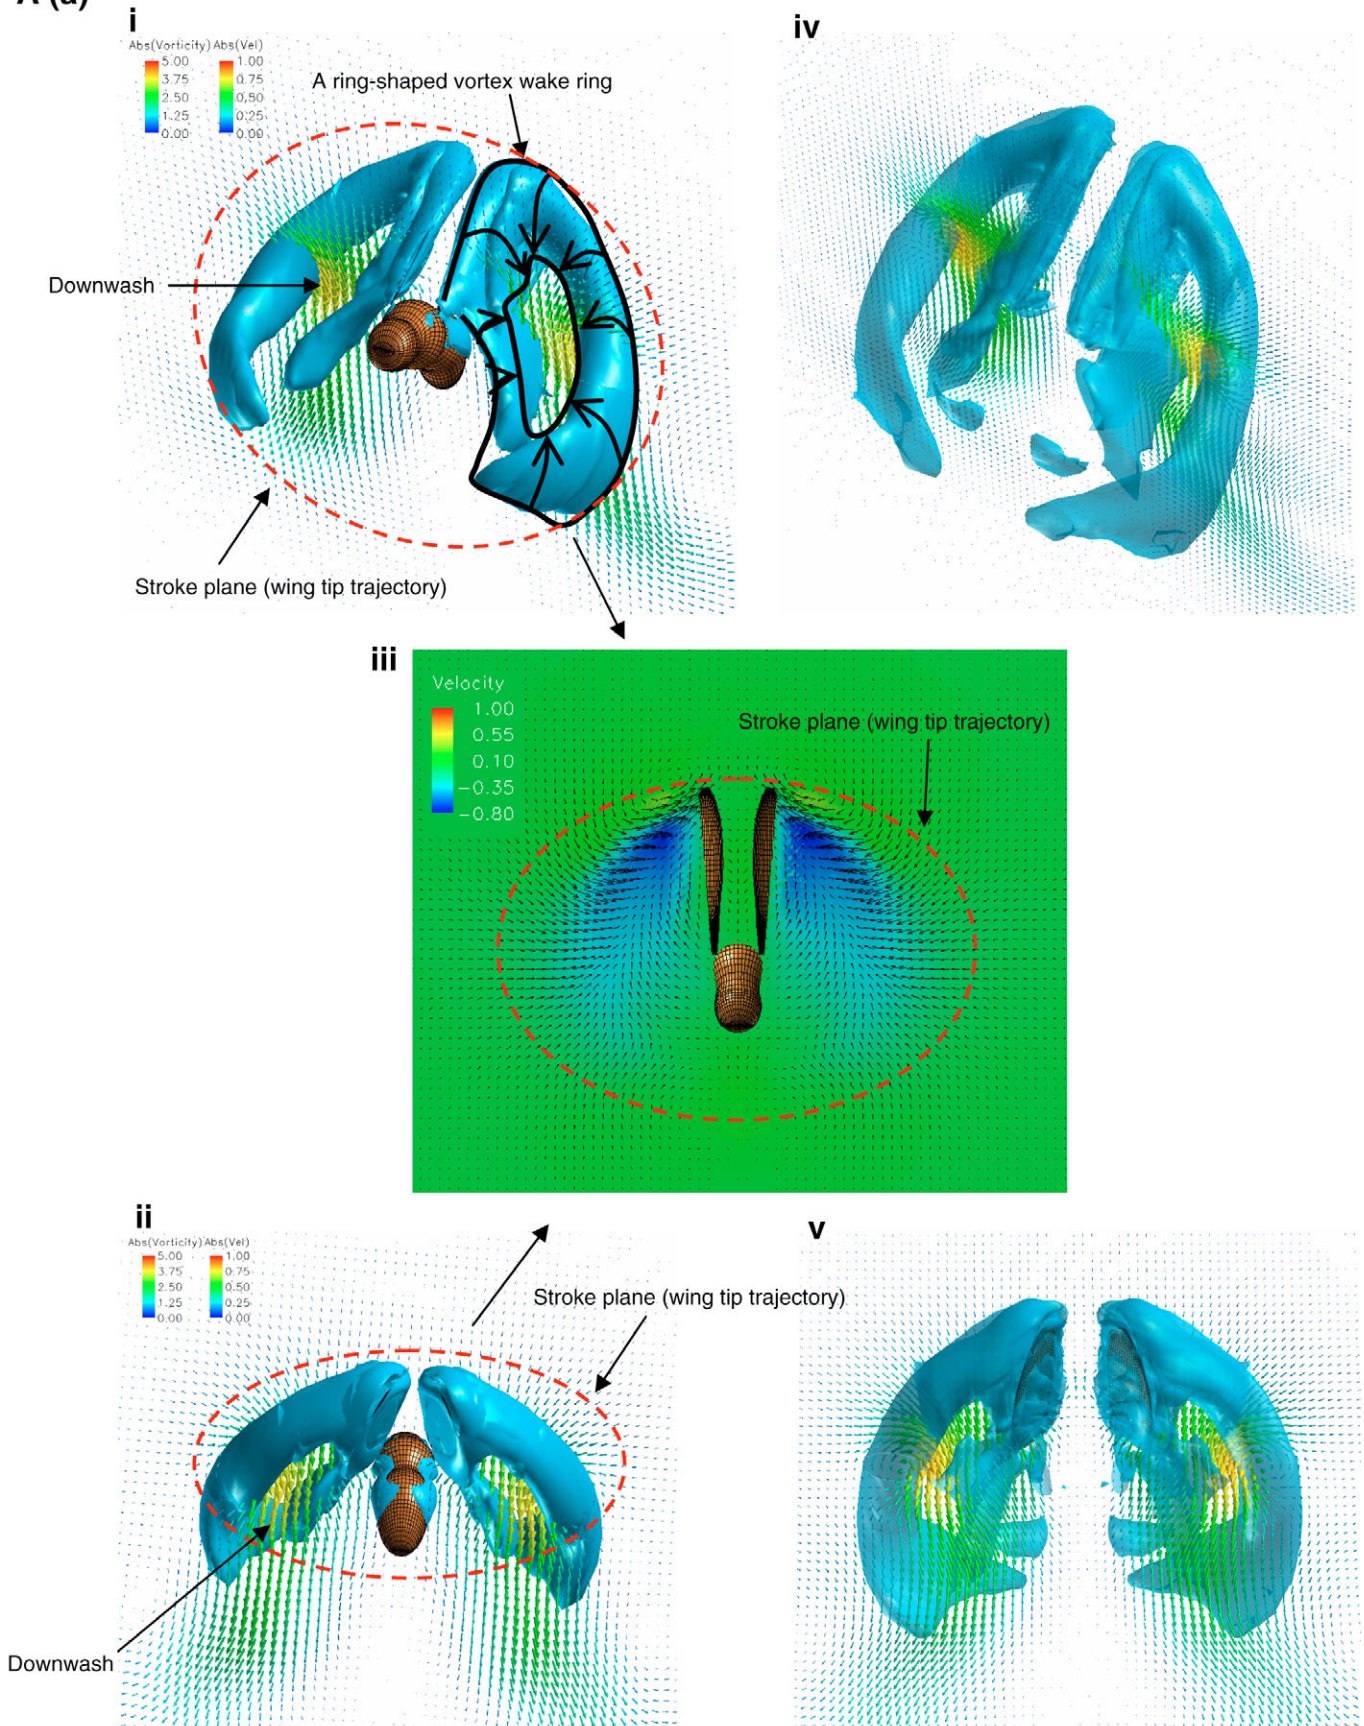 A (a)
i
iv
Abs(Vorticity) Abs(Vel)
5.00 1.00
3.75 0.75
2.50 0.50
1.25 0.25
0.00 0.00
A ring-shaped vortex wake ring
Downwash
Stroke plane (wing tip trajectory)
iii
Velocity
1.00
0.55
0.10
−0.35
−0.80
Stroke plane (wing tip trajectory)
ii
v
Abs(Vorticity) Abs(Vel)
5.00 1.00
3.75 0.75
2.50 0.50
1.25 0.25
0.00 0.00
Stroke plane (wing tip trajectory)
Downwash